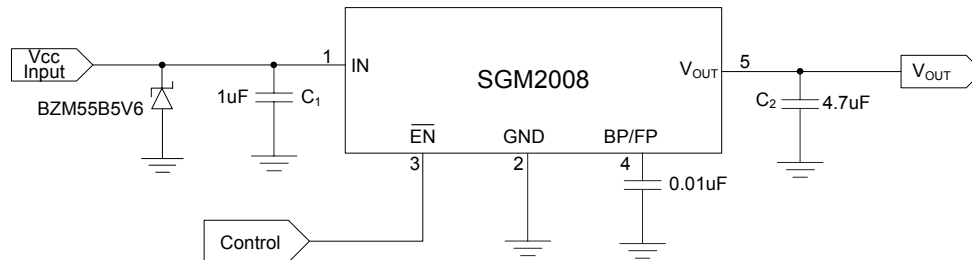 Vcc
Input
1
IN
BZM55B5V6
1uF
C1
SGM2008
VOUT
5
C2
4.7uF
VOUT
EN
GND
BP/FP
3
2
4
0.01uF
Control